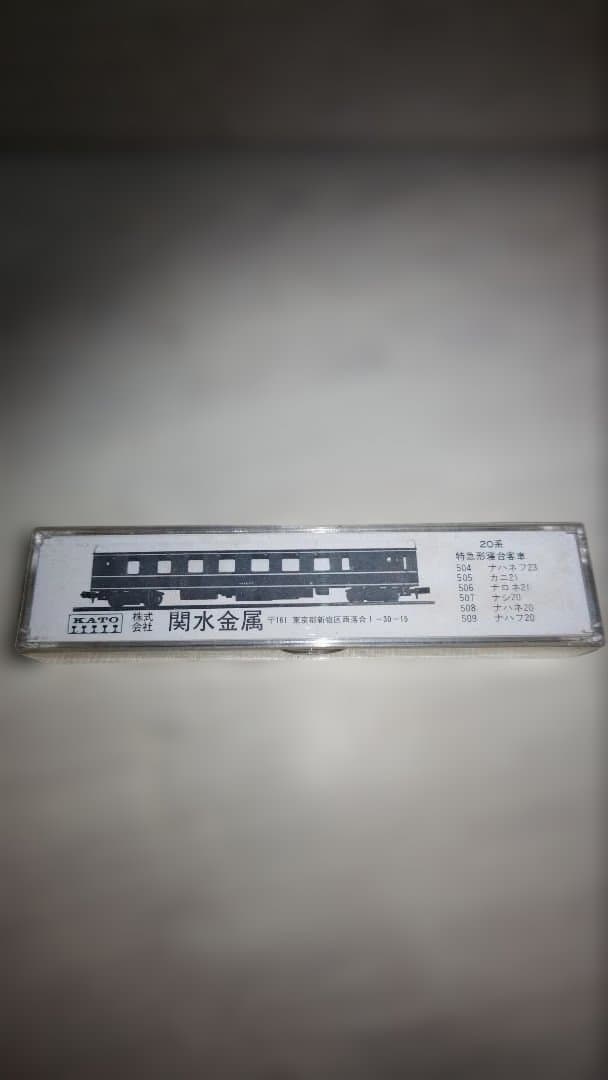 20系
特急形寝台客車
504 ナハネフ23
505 カニ21
506 ナロネ21
507 ナシ20
508 ナハネ20
509 ナハフ20
KATO
株式会社 関水金属 〒161 東京都新宿区西落合1-30-15